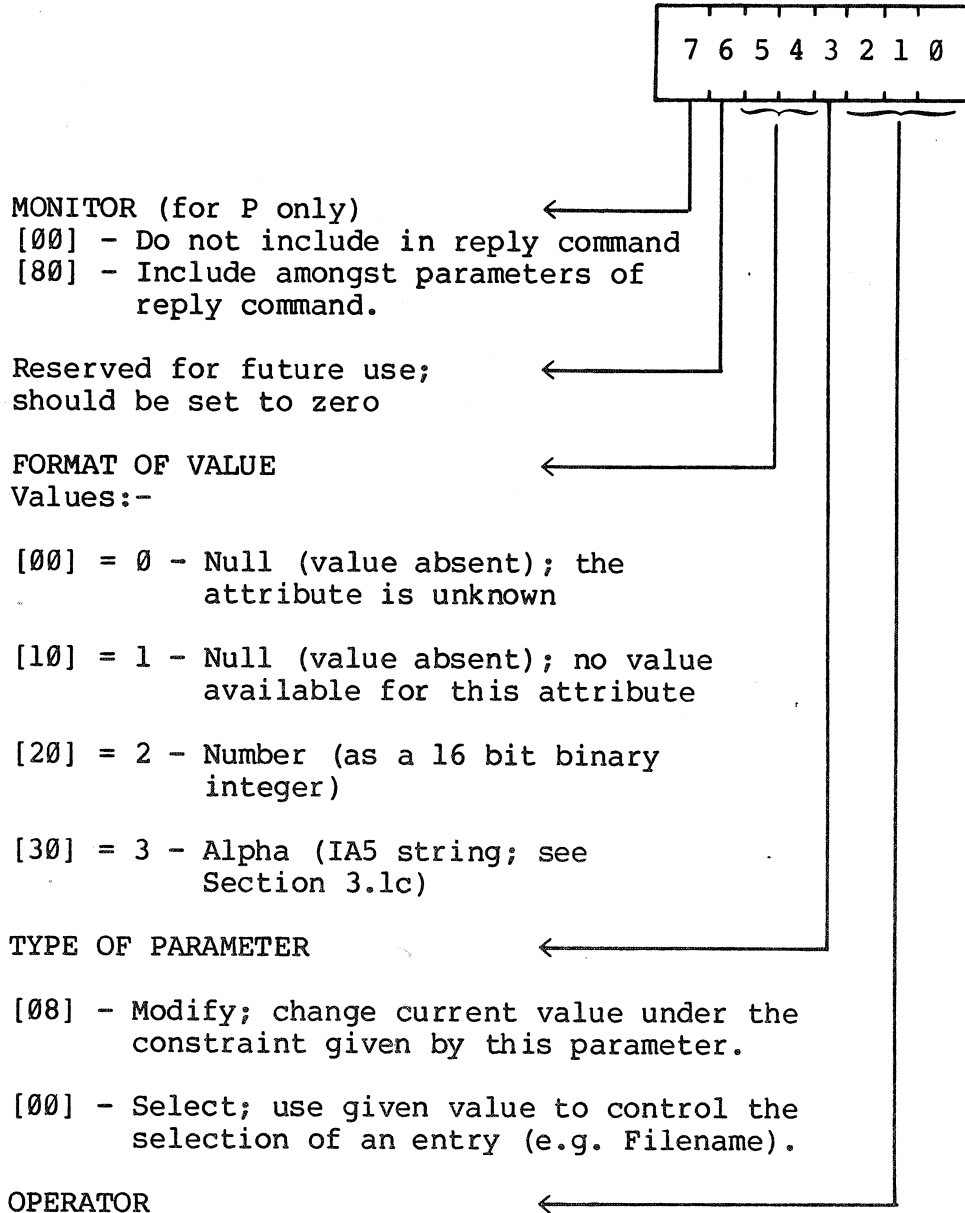 7 6 5 4 3 2 1 Ø
MONITOR (for P only)
[ØØ] - Do not include in reply command
[8Ø] - Include amongst parameters of
reply command.
Reserved for future use;
should be set to zero
FORMAT OF VALUE
Values:-
[ØØ] = Ø - Null (value absent); the
attribute is unknown
[1Ø] = 1 - Null (value absent); no value
available for this attribute
[2Ø] = 2 - Number (as a 16 bit binary
integer)
[3Ø] = 3 - Alpha (IA5 string; see
Section 3.1c)
TYPE OF PARAMETER
[Ø8] - Modify; change current value under the
constraint given by this parameter.
[ØØ] - Select; use given value to control the
selection of an entry (e.g. Filename).
OPERATOR